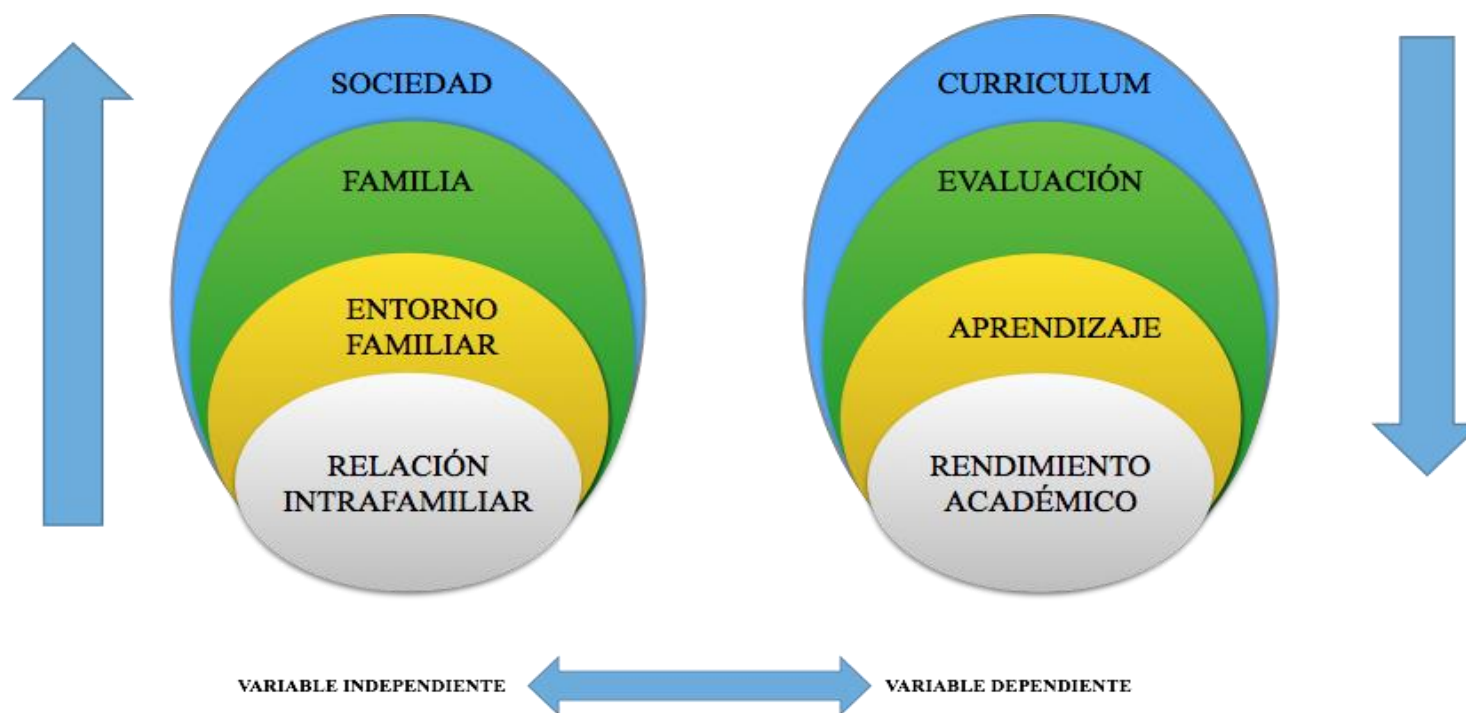 SOCIEDAD
FAMILIA
ENTORNO
FAMILIAR
RELACIÓN
INTRAFAMILIAR
CURRICULUM
EVALUACIÓN
APRENDIZAJE
RENDIMIENTO
ACADÉMICO
VARIABLE INDEPENDIENTE
VARIABLE DEPENDIENTE